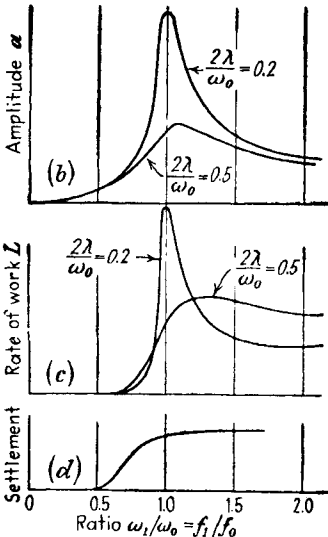 Amplitude a
(b)
2λ/ω₀ = 0.2
2λ/ω₀ = 0.5
Rate of work L
(c)
2λ/ω₀ = 0.2
2λ/ω₀ = 0.5
Settlement
(d)
0 0.5 1.0 1.5 2.0
Ratio ω₁/ω₀ = f₁/f₀